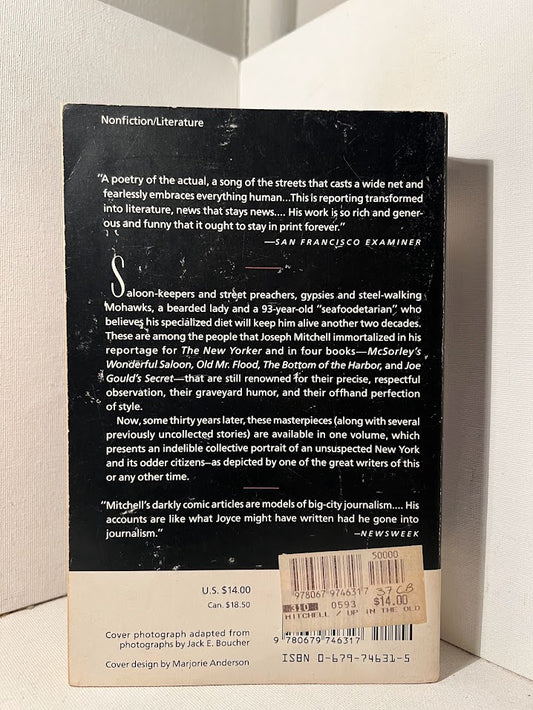 Nonfiction/Literature
"A poetry of the actual, a song of the streets that casts a wide net and
fearlessly embraces everything human...This is reporting transformed
into literature, news that stays news.... His work is so rich and gener-
ous and funny that it ought to stay in print forever."
—SAN FRANCISCO EXAMINER
Saloon-keepers and street preachers, gypsies and steel-walking
Mohawks, a bearded lady and a 93-year-old "seafoodetarian" who
believes his specialized diet will keep him alive another two decades.
These are among the people that Joseph Mitchell immortalized in his
reportage for The New Yorker and in four books—McSorley's
Wonderful Saloon, Old Mr. Flood, The Bottom of the Harbor, and Joe
Gould's Secret—that are still renowned for their precise, respectful
observation, their graveyard humor, and their offhand perfection
of style.
Now, some thirty years later, these masterpieces (along with several
previously uncollected stories) are available in one volume, which
presents an indelible collective portrait of an unsuspected New York
and its odder citizens—as depicted by one of the great writers of this
or any other time.
"Mitchell's darkly comic articles are models of big-city journalism.... His
accounts are like what Joyce might have written had he gone into
journalism."
—NEWSWEEK
50000
9780679746317 37CB
310 0593 $14.00
MITCHELL / UP IN THE OLD
U.S. $14.00
Can. $18.50
Cover photograph adapted from
photographs by Jack E. Boucher
Cover design by Marjorie Anderson
9 780679 746317
ISBN 0-679-74631-5